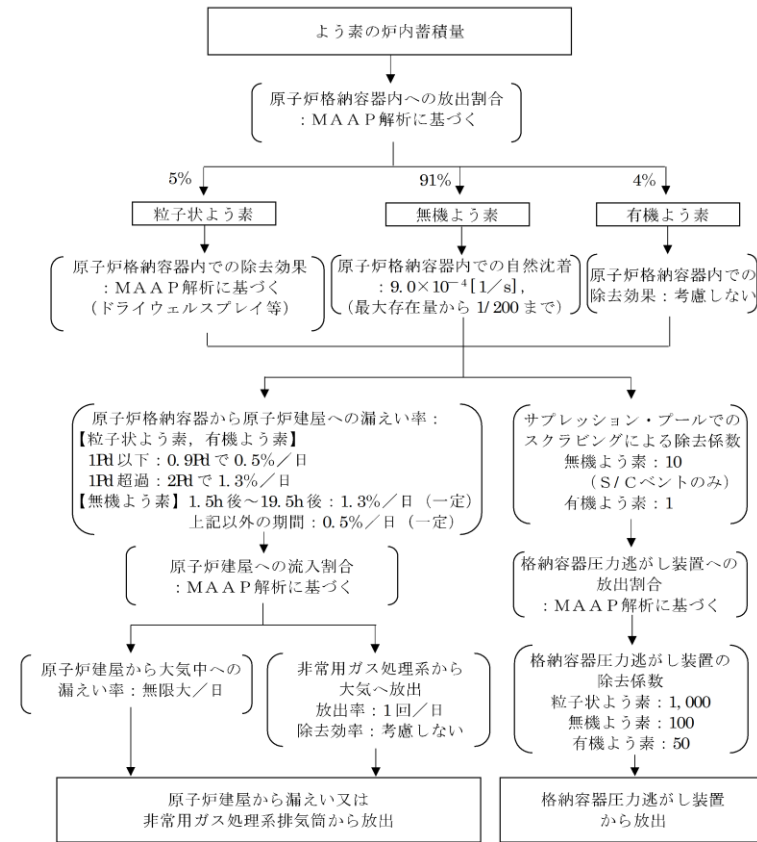 よう素の炉内蓄積量
原子炉格納容器内への放出割合
：ＭＡＡＰ解析に基づく
5%
91%
4%
粒子状よう素
無機よう素
有機よう素
原子炉格納容器内での除去効果
：ＭＡＡＰ解析に基づく
（ドライウェルスプレイ等）
原子炉格納容器内での自然沈着
：9.0×10⁻⁴[1／s]，
（最大存在量から 1/200 まで）
原子炉格納容器内での
除去効果：考慮しない
原子炉格納容器から原子炉建屋への漏えい率：
【粒子状よう素，有機よう素】
1Pd 以下：0.9Pd で 0.5%／日
1Pd 超過：2Pd で 1.3%／日
【無機よう素】1.5h 後～19.5h 後：1.3%／日（一定）
上記以外の期間：0.5%／日（一定）
サプレッション・プールでの
スクラビングによる除去係数
無機よう素：10
（S/Cベントのみ）
有機よう素：1
原子炉建屋への流入割合
：ＭＡＡＰ解析に基づく
格納容器圧力逃がし装置への
放出割合
：ＭＡＡＰ解析に基づく
原子炉建屋から大気中への
漏えい率：無限大／日
非常用ガス処理系から
大気へ放出
放出率：1回／日
除去効率：考慮しない
格納容器圧力逃がし装置の
除去係数
粒子状よう素：1,000
無機よう素：100
有機よう素：50
原子炉建屋から漏えい又は
非常用ガス処理系排気筒から放出
格納容器圧力逃がし装置
から放出